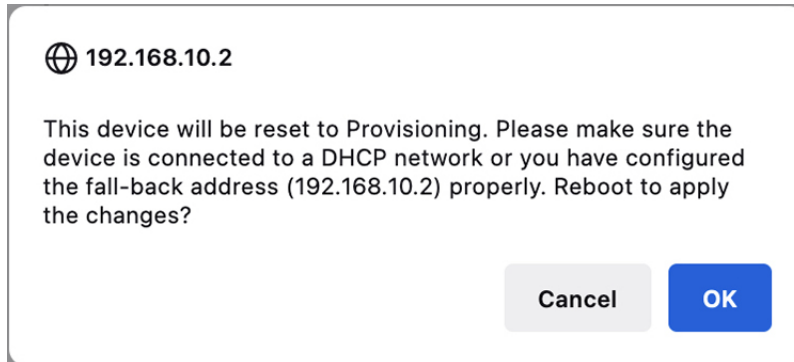 192.168.10.2
This device will be reset to Provisioning. Please make sure the
device is connected to a DHCP network or you have configured
the fall-back address (192.168.10.2) properly. Reboot to apply
the changes?
Cancel OK